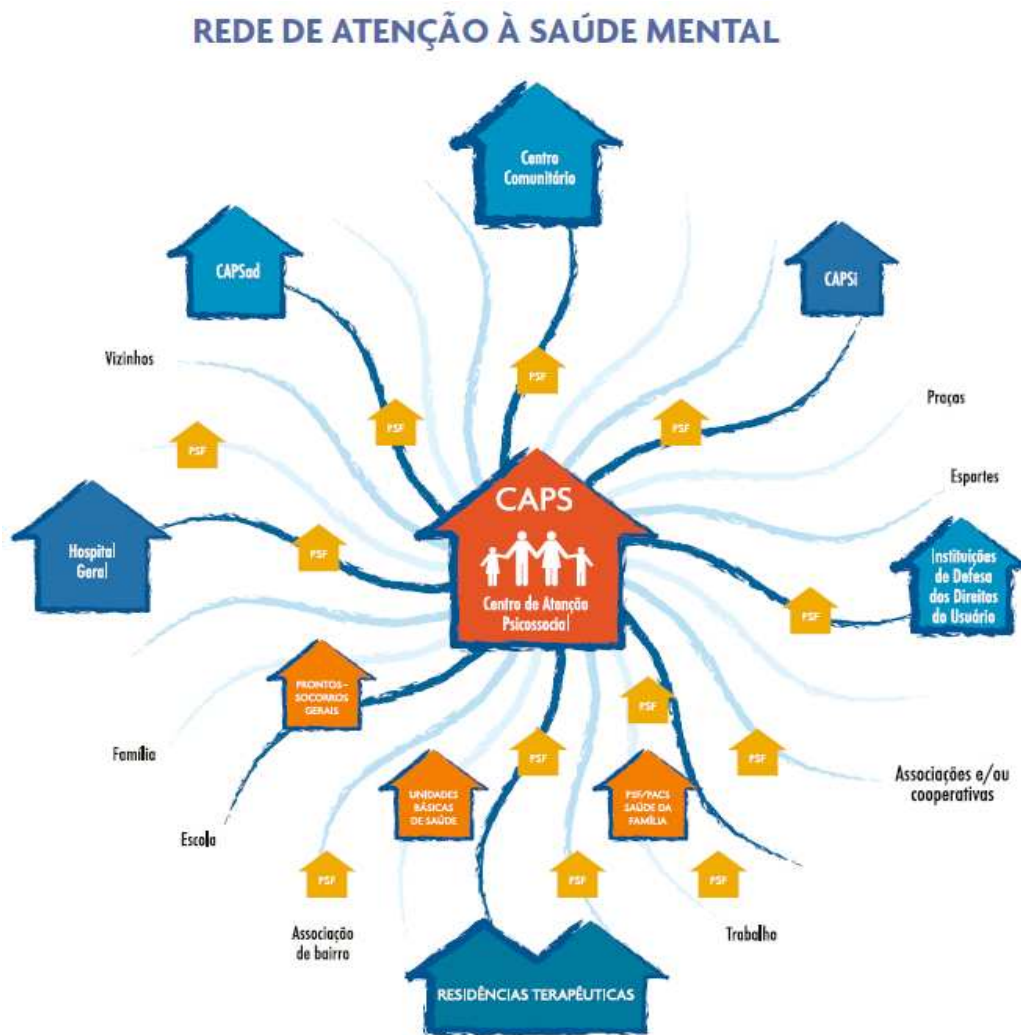 REDE DE ATENÇÃO À SAÚDE MENTAL
Centro
Comunitário
CAPSad
CAPSi
Vizinhos
PSF
PSF
PSF
PSF
Praças
PSF
Esportes
CAPS
Centro de Atenção
Psicossocial
Hospital
Geral
PSF
Instituições
de Defesa
dos Direitos
do Usuário
PSF
PRONTOS-
SOCORROS
GERAIS
PSF
Família
PSF
PSF
UNIDADES
BÁSICAS
DE SAÚDE
PSF/PACS
SAÚDE DA
FAMÍLIA
Associações e/ou
cooperativas
Escola
PSF
PSF
PSF
Associação
de bairro
Trabalho
RESIDÊNCIAS TERAPÊUTICAS